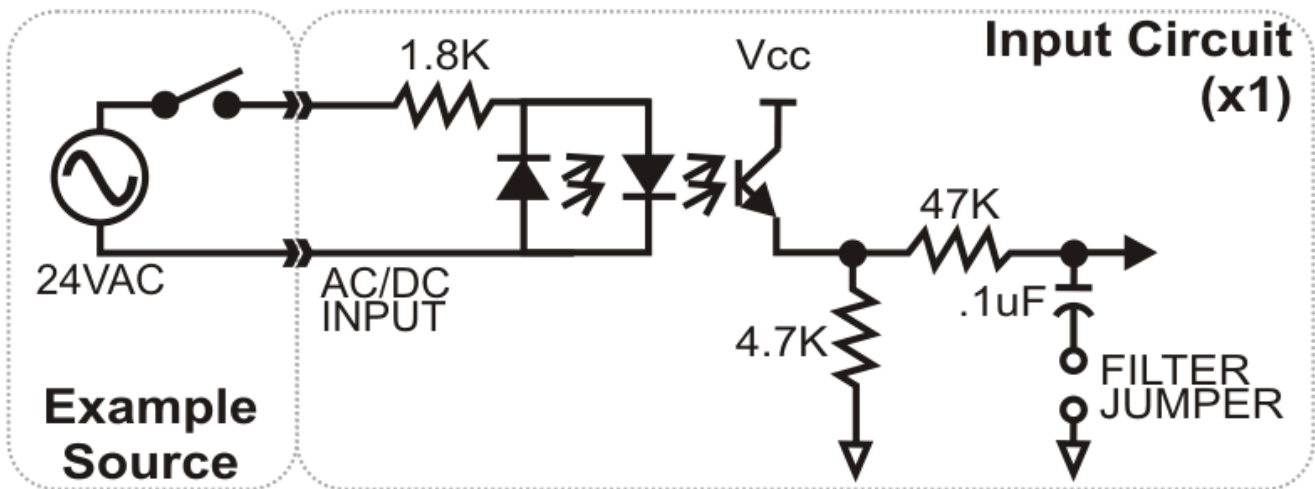 1.8K
Vcc
Input Circuit
(x1)
24VAC
AC/DC
INPUT
47K
.1uF
4.7K
FILTER
JUMPER
Example
Source